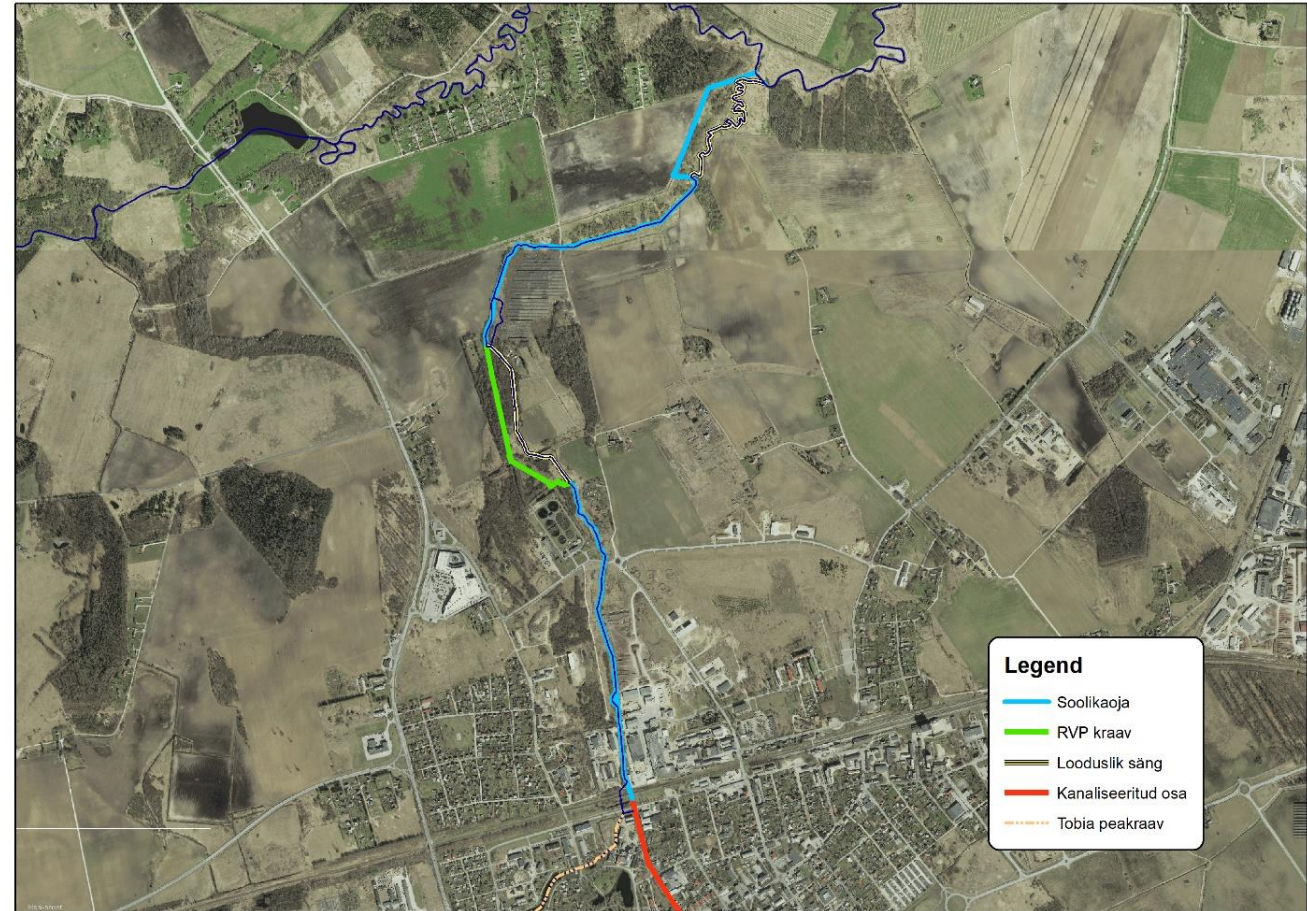 Legend
Soolikaoja
RVP kraav
Looduslik säng
Kanaliseeritud osa
Tobia peakraav